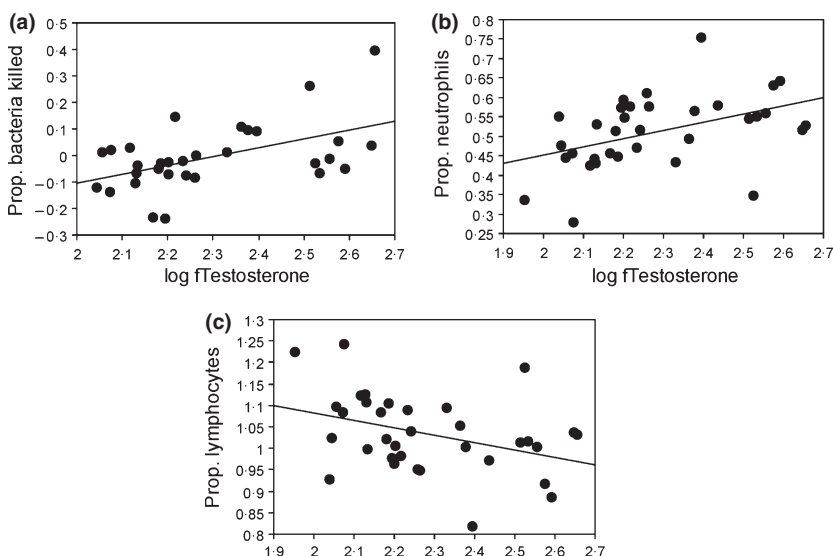 (a)
Prop. bacteria killed
0·5
0·4
0·3
0·2
0·1
0
−0·1
−0·2
−0·3
2 2·1 2·2 2·3 2·4 2·5 2·6 2·7
log fTestosterone
(b)
Prop. neutrophils
0·8
0·75
0·7
0·65
0·6
0·55
0·5
0·45
0·4
0·35
0·3
0·25
1·9 2 2·1 2·2 2·3 2·4 2·5 2·6 2·7
log fTestosterone
(c)
Prop. lymphocytes
1·3
1·25
1·2
1·15
1·1
1·05
1
0·95
0·9
0·85
0·8
1·9 2 2·1 2·2 2·3 2·4 2·5 2·6 2·7